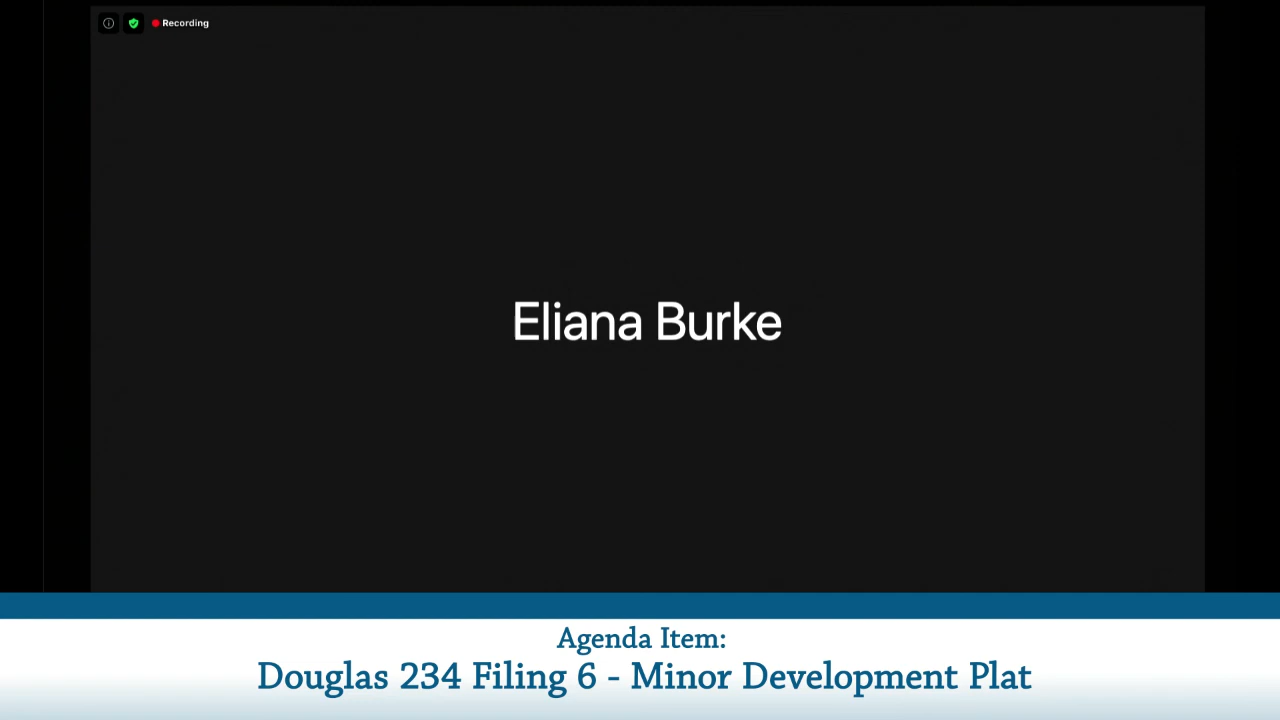 Recording
Eliana Burke
Agenda Item:
Douglas 234 Filing 6 - Minor Development Plat